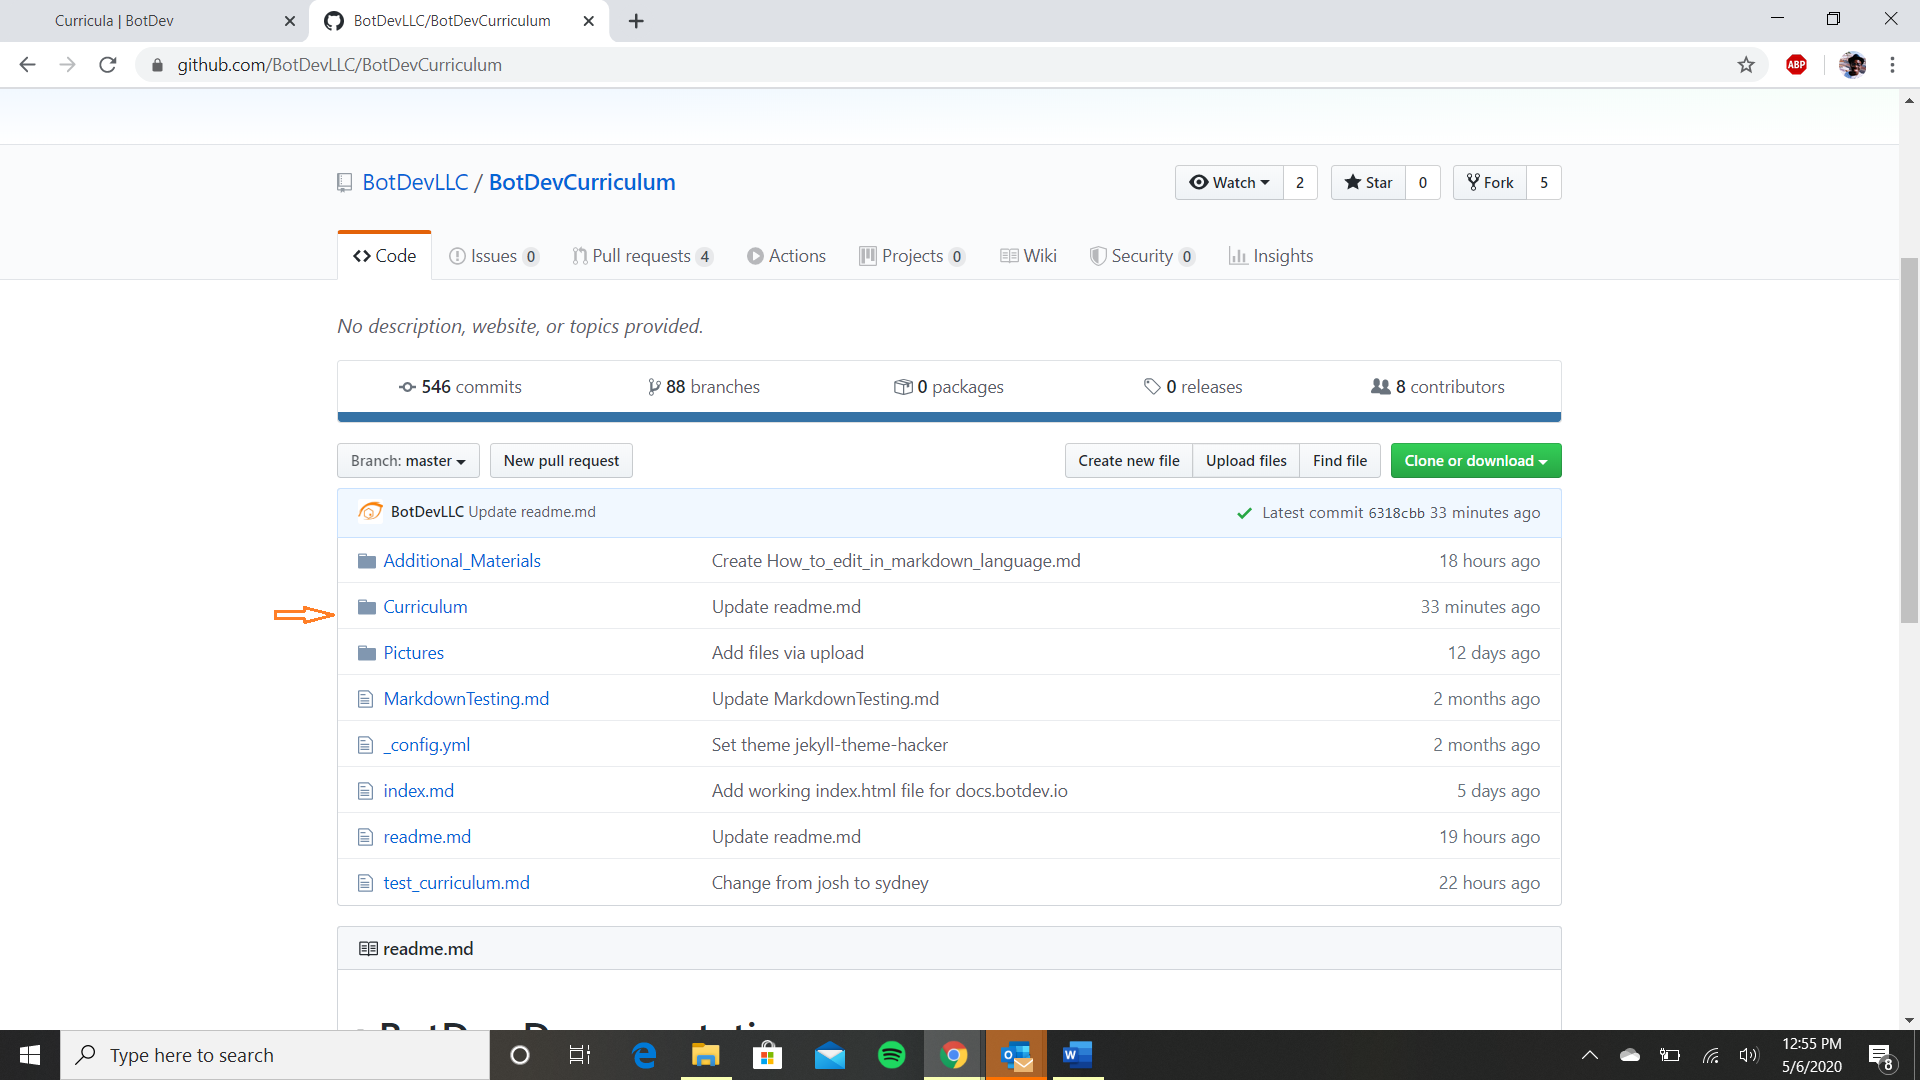 Curricula | BotDev
BotDevLLC/BotDevCurriculum
github.com/BotDevLLC/BotDevCurriculum
ABP
BotDevLLC / BotDevCurriculum
Watch 2 Star 0 Fork 5
Code Issues 0 Pull requests 4 Actions Projects 0 Wiki Security 0 Insights
No description, website, or topics provided.
546 commits 88 branches 0 packages 0 releases 8 contributors
Branch: master New pull request Create new file Upload files Find file Clone or download
BotDevLLC Update readme.md Latest commit 6318cbb 33 minutes ago
Additional_Materials Create How_to_edit_in_markdown_language.md 18 hours ago
Curriculum Update readme.md 33 minutes ago
Pictures Add files via upload 12 days ago
MarkdownTesting.md Update MarkdownTesting.md 2 months ago
_config.yml Set theme jekyll-theme-hacker 2 months ago
index.md Add working index.html file for docs.botdev.io 5 days ago
readme.md Update readme.md 19 hours ago
test_curriculum.md Change from josh to sydney 22 hours ago
readme.md
Type here to search
12:55 PM
5/6/2020
8